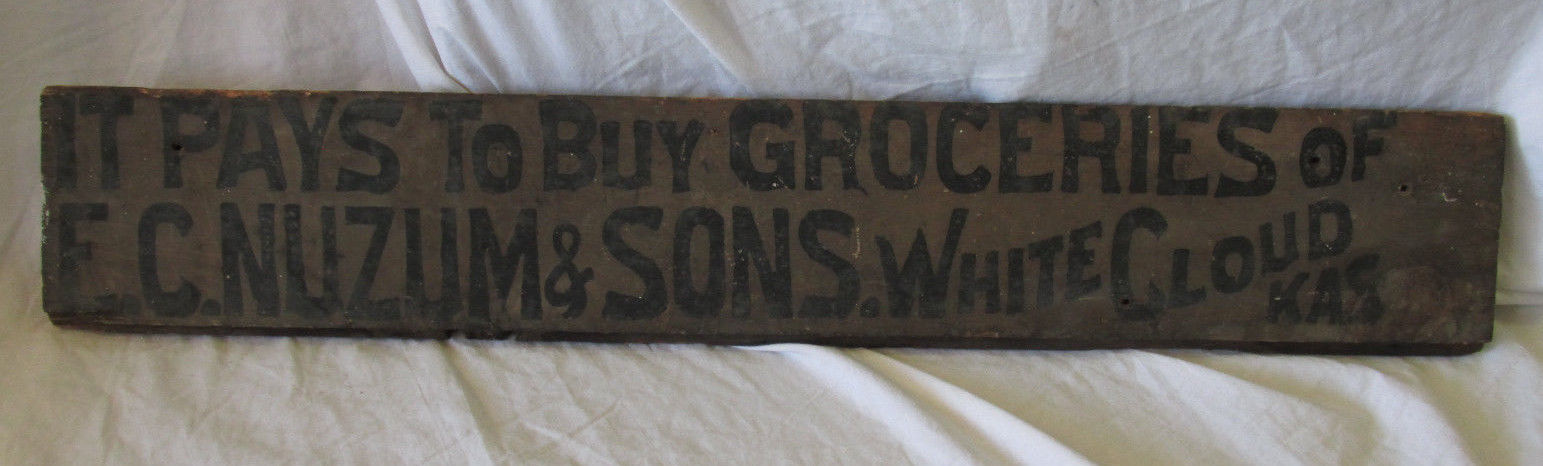 IT PAYS TO BUY GROCERIES OF
E.C. NUZUM & SONS. WHITE CLOUD
KAS